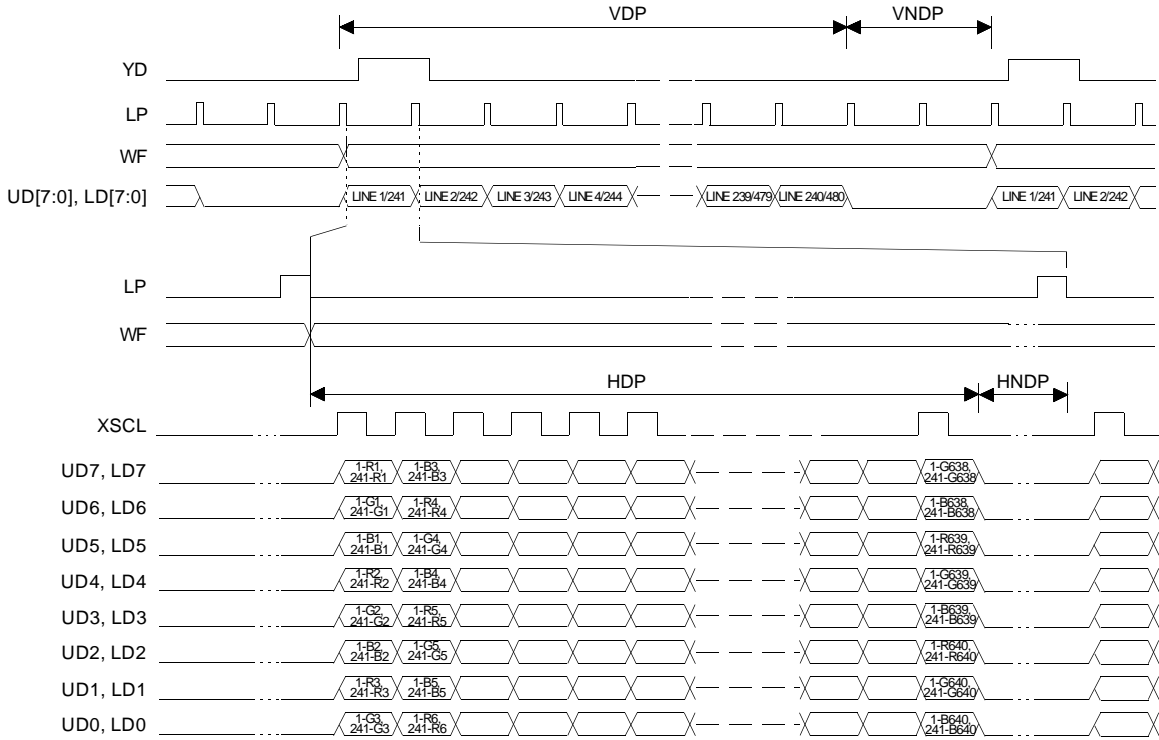 VDP VNDP
YD
LP
WF
UD[7:0], LD[7:0] LINE 1/241 LINE 2/242 LINE 3/243 LINE 4/244 LINE 239/479 LINE 240/480 LINE 1/241 LINE 2/242
LP
WF
HDP HNDP
XSCL
UD7, LD7 1-R1, 241-R1 1-B3, 241-B3 1-G638, 241-G638
UD6, LD6 1-G1, 241-G1 1-R4, 241-R4 1-B638, 241-B638
UD5, LD5 1-B1, 241-B1 1-G4, 241-G4 1-R639, 241-R639
UD4, LD4 1-R2, 241-R2 1-B4, 241-B4 1-G639, 241-G639
UD3, LD3 1-G2, 241-G2 1-R5, 241-R5 1-B639, 241-B639
UD2, LD2 1-B2, 241-B2 1-G5, 241-G5 1-R640, 241-R640
UD1, LD1 1-R3, 241-R3 1-B5, 241-B5 1-G640, 241-G640
UD0, LD0 1-G3, 241-G3 1-R6, 241-R6 1-B640, 241-B640